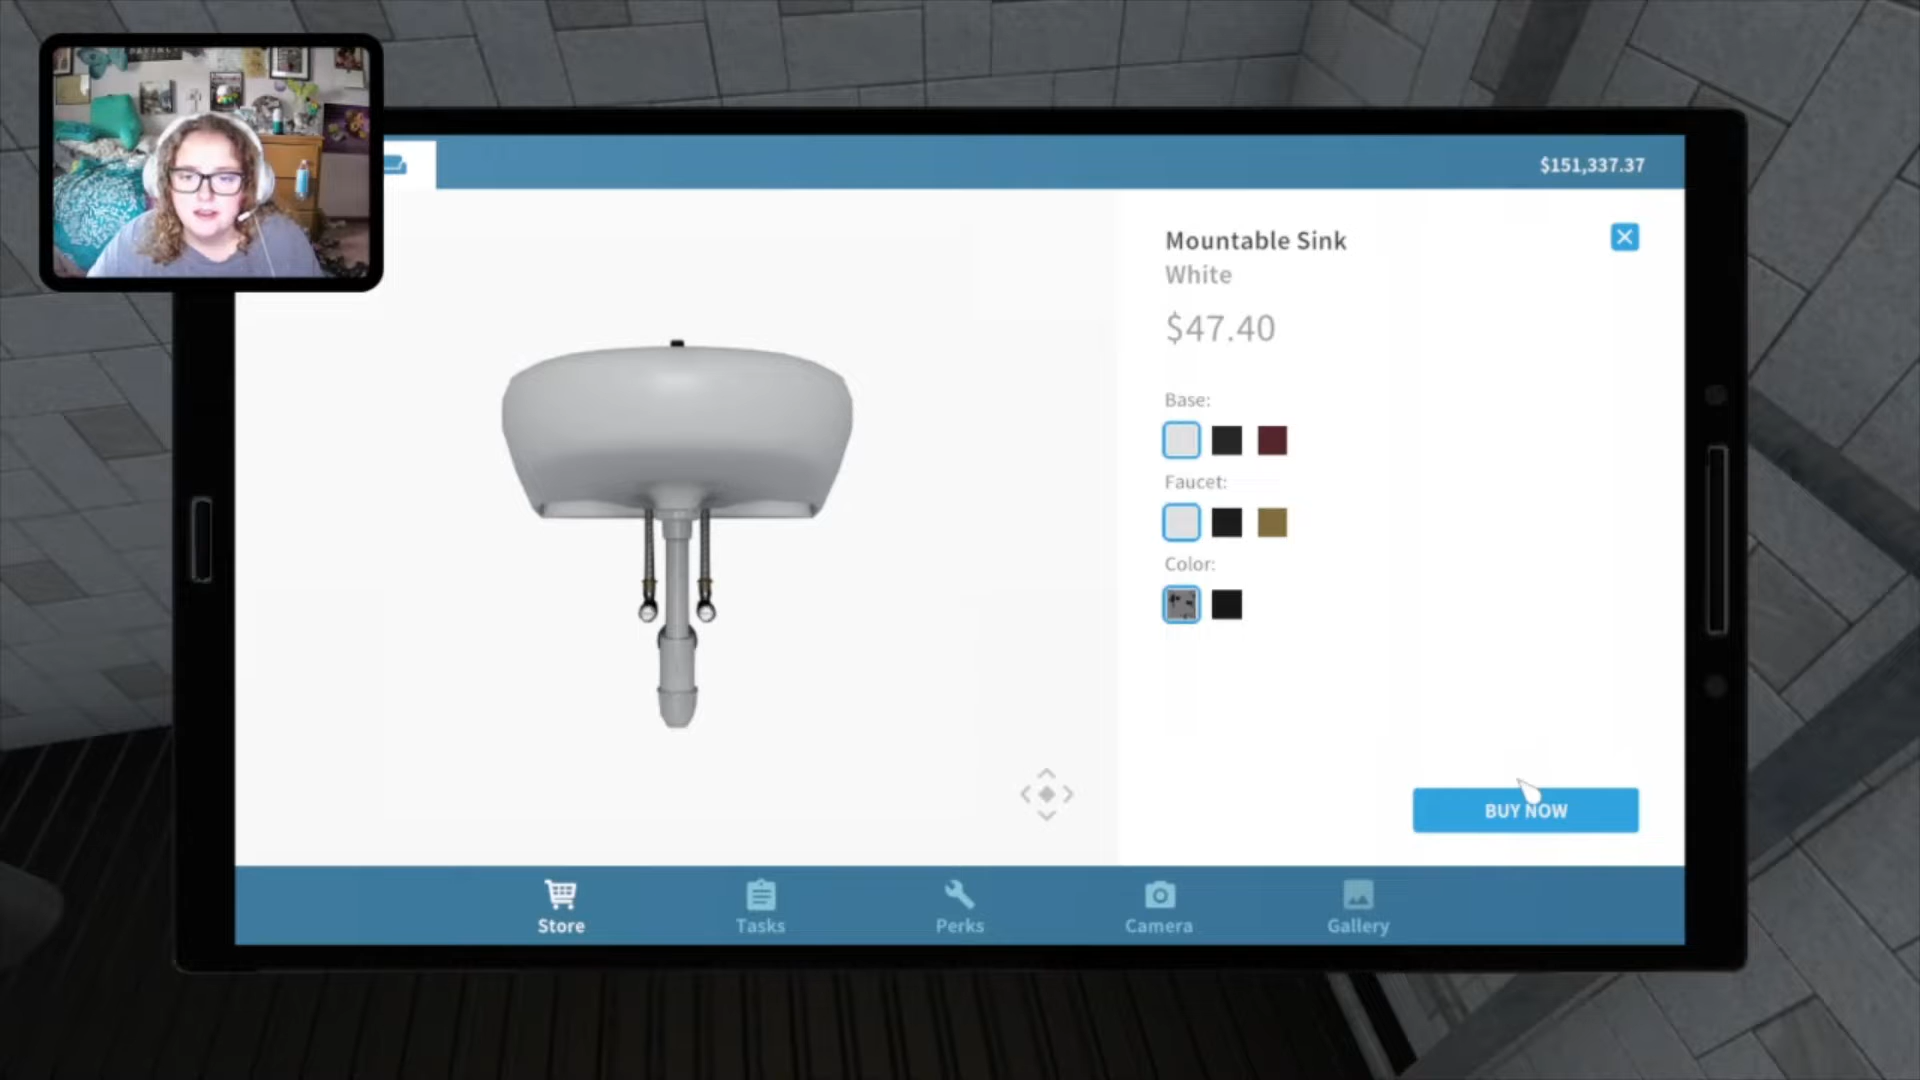 $151,337.37
Mountable Sink
White
$47.40
Base:
Faucet:
Color:
BUY NOW
Store
Tasks
Perks
Camera
Gallery